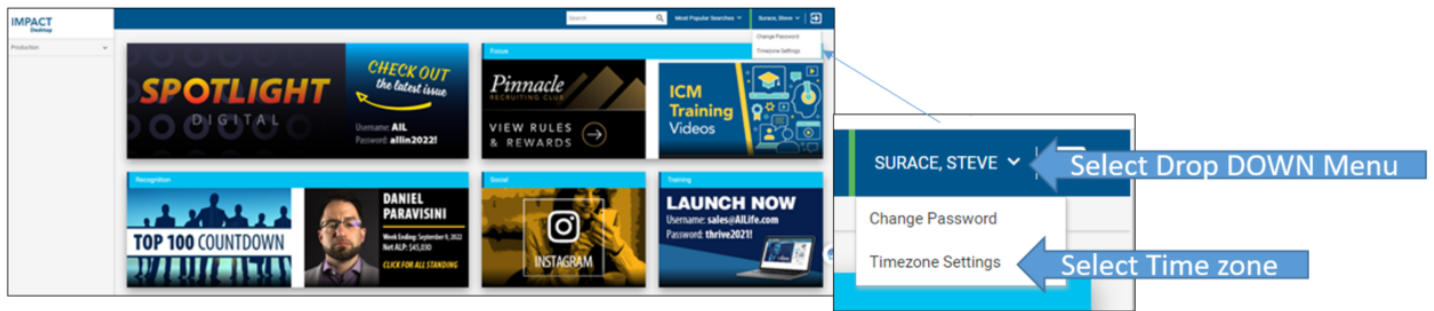 IMPACT
Desktop
Search
Most Popular Searches
Surace, Steve
Production
Change Password
Timezone Settings
SPOTLIGHT
DIGITAL
CHECK OUT
the latest issue
Username: AIL
Password: allin2022!
Focus
Pinnacle
RECRUITING CLUB
VIEW RULES
& REWARDS
ICM
Training
Videos
Recognition
TOP 100 COUNTDOWN
DANIEL
PARAVISINI
Week Ending: September 9, 2022
Net ALP: $45,030
CLICK FOR ALL STANDING
Social
INSTAGRAM
Training
LAUNCH NOW
Username: sales@AILife.com
Password: thrive2021!
SURACE, STEVE
Select Drop DOWN Menu
Change Password
Timezone Settings
Select Time zone